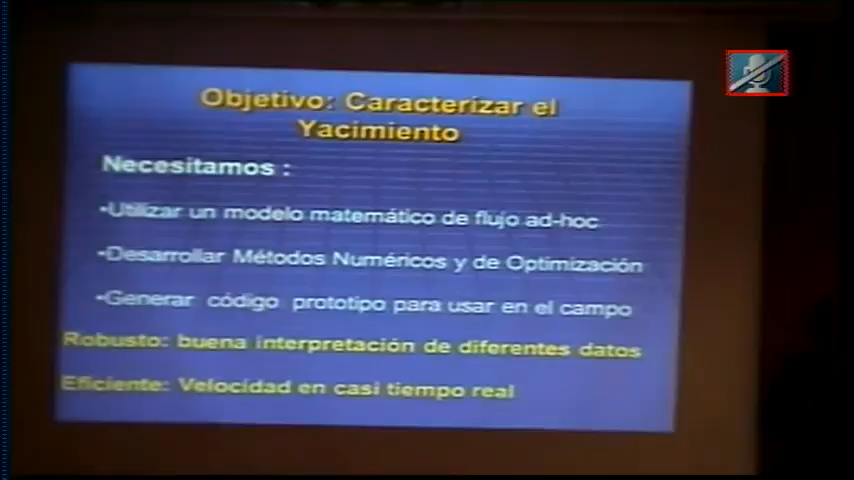 Objetivo: Caracterizar el
Yacimiento
Necesitamos :
•Utilizar un modelo matemático de flujo ad-hoc
•Desarrollar Métodos Numéricos y de Optimización
•Generar código prototipo para usar en el campo
Robusto: buena interpretación de diferentes datos
Eficiente: Velocidad en casi tiempo real